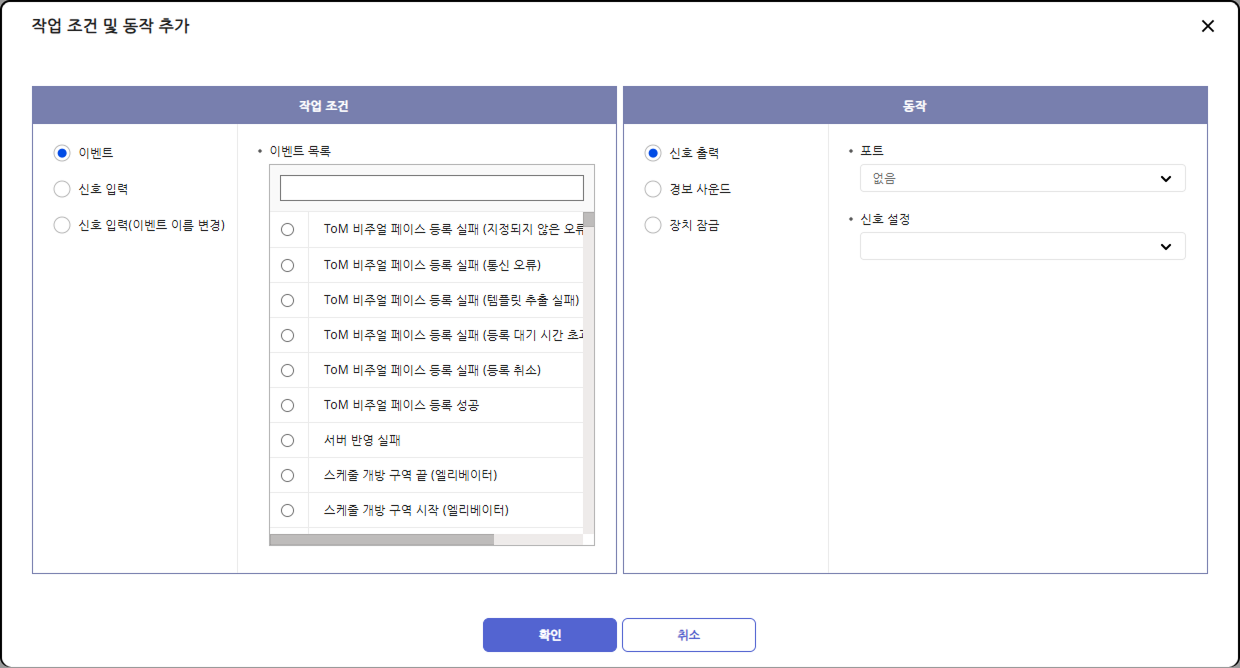 작업 조건 및 동작 추가
작업 조건
이벤트
신호 입력
신호 입력(이벤트 이름 변경)
• 이벤트 목록
ToM 비주얼 페이스 등록 실패 (지정되지 않은 오류
ToM 비주얼 페이스 등록 실패 (통신 오류)
ToM 비주얼 페이스 등록 실패 (템플릿 추출 실패)
ToM 비주얼 페이스 등록 실패 (등록 대기 시간 초과
ToM 비주얼 페이스 등록 실패 (등록 취소)
ToM 비주얼 페이스 등록 성공
서버 반영 실패
스케줄 개방 구역 끝 (엘리베이터)
스케줄 개방 구역 시작 (엘리베이터)
동작
신호 출력
경보 사운드
장치 잠금
• 포트
없음
• 신호 설정
확인
취소